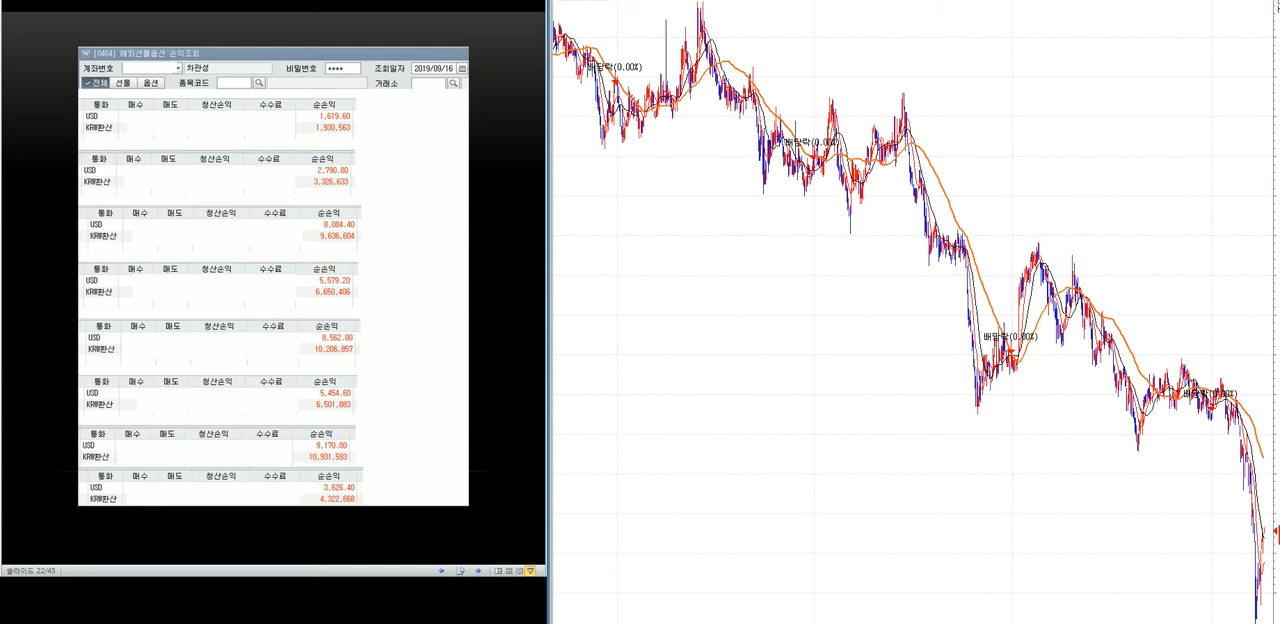 [0464] 해외선물옵션 손익조회
계좌번호 차관성 비밀번호 **** 조회일자 2019/09/16
✓전체 선물 옵션 품목코드 거래소
통화 매수 매도 청산손익 수수료 순손익
USD 1,619.60
KRW환산 1,930,563
통화 매수 매도 청산손익 수수료 순손익
USD 2,790.80
KRW환산 3,326,633
통화 매수 매도 청산손익 수수료 순손익
USD 8,084.40
KRW환산 9,636,604
통화 매수 매도 청산손익 수수료 순손익
USD 5,579.20
KRW환산 6,650,406
통화 매수 매도 청산손익 수수료 순손익
USD 8,562.80
KRW환산 10,206,857
통화 매수 매도 청산손익 수수료 순손익
USD 5,454.60
KRW환산 6,501,883
통화 매수 매도 청산손익 수수료 순손익
USD 9,170.80
KRW환산 10,931,593
통화 매수 매도 청산손익 수수료 순손익
USD 3,626.40
KRW환산 4,322,668
슬라이드 22/45
배당락(0.00%)
배당락(0.00%)
배당락(0.00%)
배당락(0.00%)